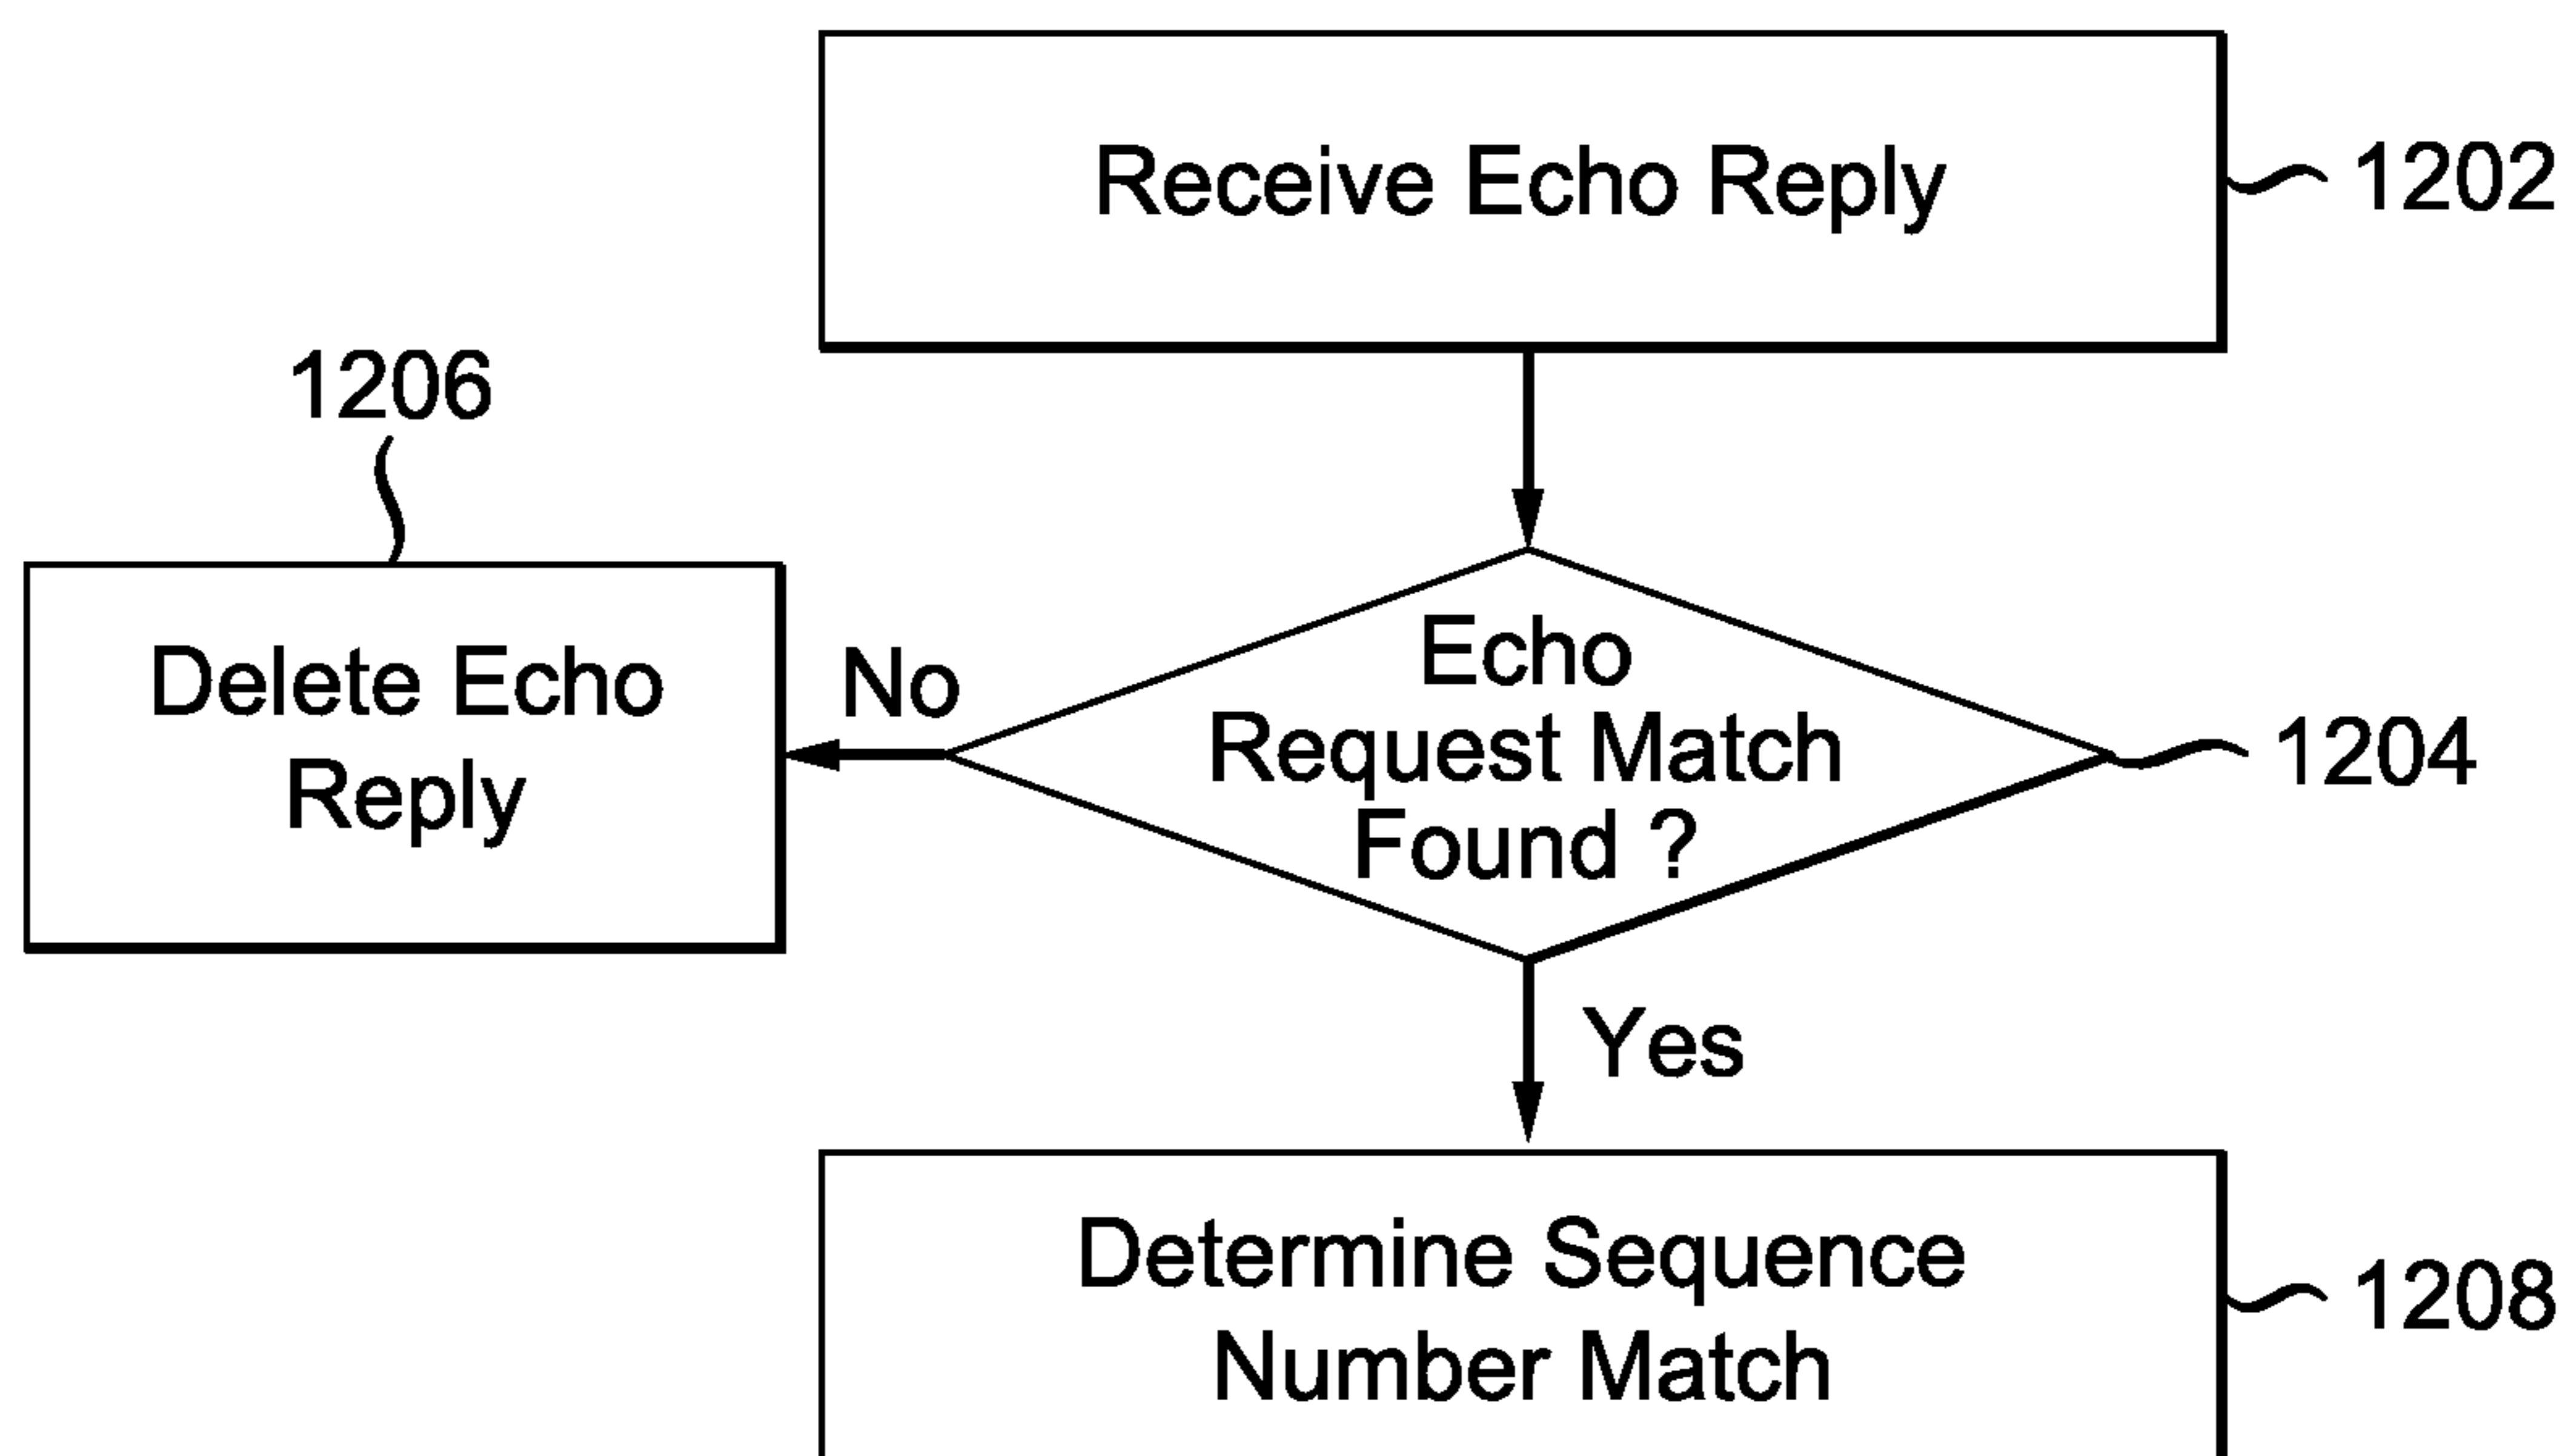 Receive Echo Reply
1202
1206
Delete Echo
Reply
No
Echo
Request Match
Found ?
1204
Yes
Determine Sequence
Number Match
1208